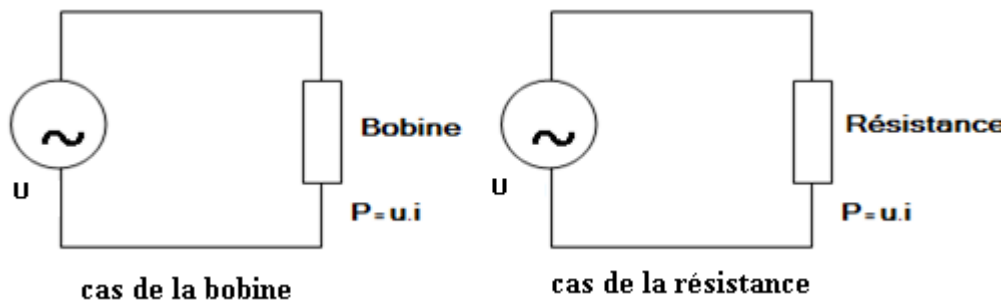 Bobine
U
P=u.i
cas de la bobine
Résistance
U
P=u.i
cas de la résistance